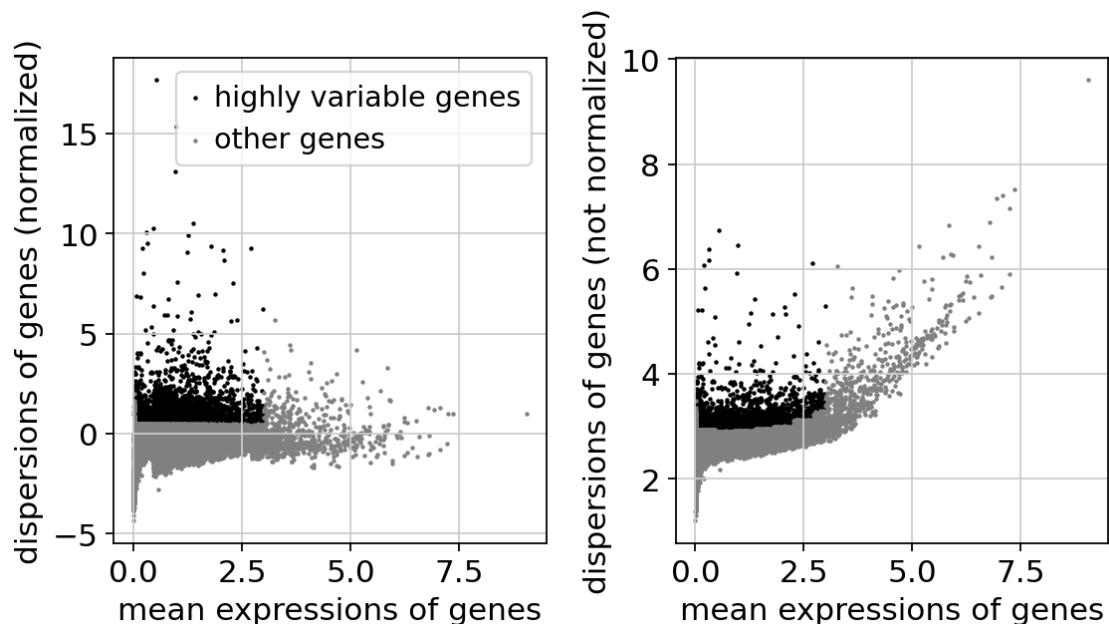 dispersions of genes (normalized)
15
10
5
0
−5
highly variable genes
other genes
0.0 2.5 5.0 7.5
mean expressions of genes
dispersions of genes (not normalized)
10
8
6
4
2
0.0 2.5 5.0 7.5
mean expressions of genes